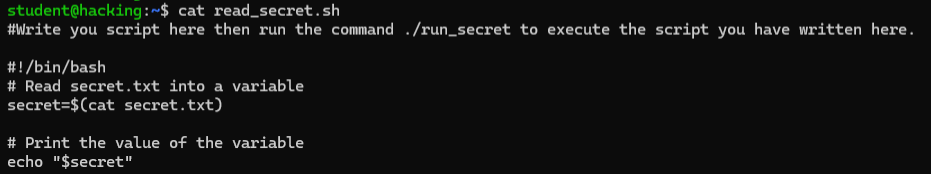 student@hacking:~$ cat read_secret.sh
#Write you script here then run the command ./run_secret to execute the script you have written here.
#!/bin/bash
# Read secret.txt into a variable
secret=$(cat secret.txt)
# Print the value of the variable
echo "$secret"